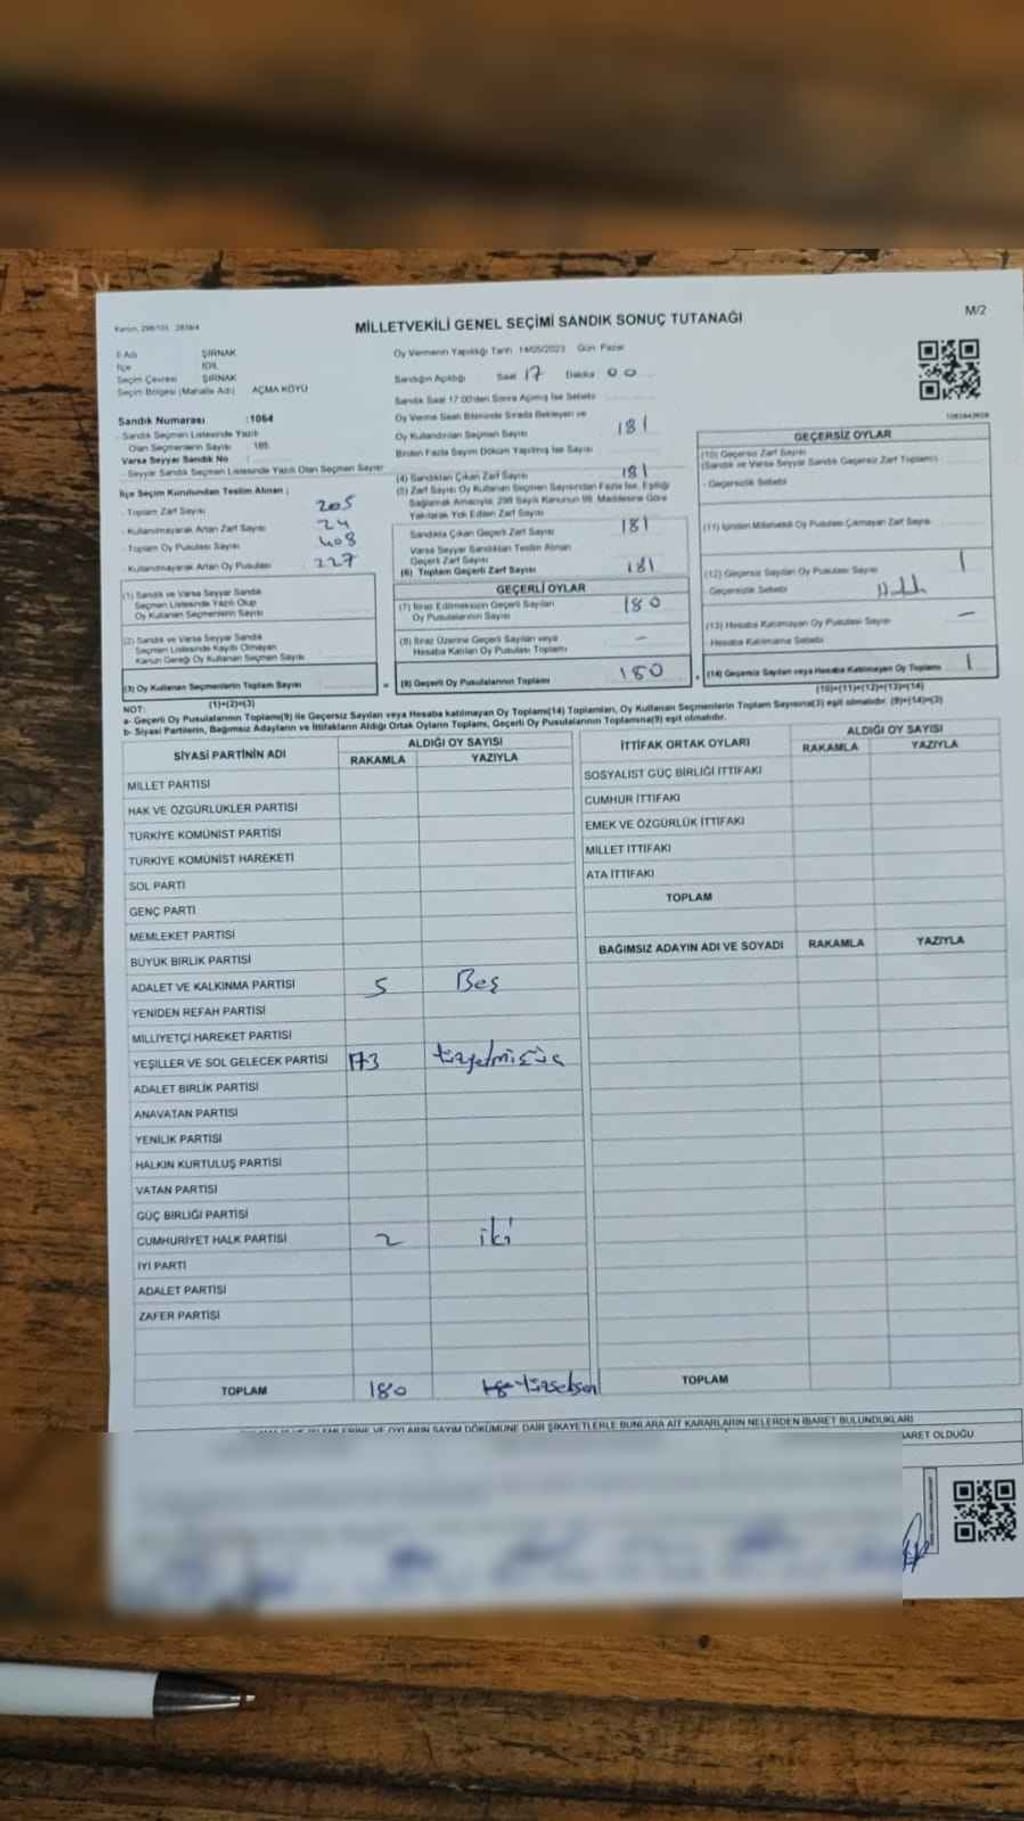 MİLLETVEKİLİ GENEL SEÇİMİ SANDIK SONUÇ TUTANAĞI
M/2
İl Adı ŞIRNAK
İlçe İDİL
Seçim Çevresi ŞIRNAK
Seçim Bölgesi (Mahalle Adı) AÇMA KÖYÜ
Oy Vermenin Yapıldığı Tarih 14/05/2023 Gün Pazar
Sandığın Açıldığı Saat 17 Dakika 00
Sandık Saat 17:00'den Sonra Açılmış İse Sebebi
Sandık Numarası :1064
Sandık Seçmen Listesinde Yazılı
Olan Seçmenlerin Sayısı
Varsa Seyyar Sandık No
Seyyar Sandık Seçmen Listesinde Yazılı Olan Seçmen Sayısı
İlçe Seçim Kurulundan Teslim Alınan ;
- Toplam Zarf Sayısı 205
- Kullanılmayarak Artan Zarf Sayısı 24
- Toplam Oy Pusulası Sayısı 408
- Kullanılmayarak Artan Oy Pusulası 227
(1) Sandık ve Varsa Seyyar Sandık
Seçmen Listesinde Yazılı Olup
Oy Kullanan Seçmenlerin Sayısı
(2) Sandık ve Varsa Seyyar Sandık
Seçmen Listesinde Kayıtlı Olmayan
Kanun Gereği Oy Kullanan Seçmen Sayısı
(3) Oy Kullanan Seçmenlerin Toplam Sayısı
(1)+(2)=(3)
Oy Verme Saati Bitiminde Sırada Bekleyen ve
Oy Kullandırılan Seçmen Sayısı 181
Birden Fazla Sayım Döküm Yapılmış İse Sayısı
(4) Sandıktan Çıkan Zarf Sayısı 181
(5) Zarf Sayısı Oy Kullanan Seçmen Sayısından Fazla İse, Eşitliği
Sağlamak Amacıyla, 298 Sayılı Kanunun 98. Maddesine Göre
Yakılarak Yok Edilen Zarf Sayısı
Sandıkta Çıkan Geçerli Zarf Sayısı 181
Varsa Seyyar Sandıktan Teslim Alınan
Geçerli Zarf Sayısı
(6) Toplam Geçerli Zarf Sayısı 181
GEÇERLİ OYLAR
(7) İtiraz Edilmeksizin Geçerli Sayılan
Oy Pusulalarının Sayısı 180
(8) İtiraz Üzerine Geçerli Sayılan veya
Hesaba Katılan Oy Pusulası Toplamı -
(9) Geçerli Oy Pusulalarının Toplamı 180
GEÇERSİZ OYLAR
(10) Geçersiz Zarf Sayısı
(Sandık ve Varsa Seyyar Sandık Geçersiz Zarf Toplamı)
- Geçersizlik Sebebi
(11) İçinden Milletvekili Oy Pusulası Çıkmayan Zarf Sayısı
(12) Geçersiz Sayılan Oy Pusulası Sayısı 1
Geçersizlik Sebebi
(13) Hesaba Katılmayan Oy Pusulası Sayısı -
Hesaba Katılmama Sebebi
(14) Geçersiz Sayılan veya Hesaba Katılmayan Oy Toplamı 1
(10)+(11)+(12)+(13)=(14)
NOT:
a- Geçerli Oy Pusulalarının Toplamı(9) ile Geçersiz Sayılan veya Hesaba katılmayan Oy Toplamı(14) Toplamları, Oy Kullanan Seçmenlerin Toplam Sayısına(3) eşit olmalıdır. (9)+(14)=(3)
b- Siyasi Partilerin, Bağımsız Adayların ve İttifakların Aldığı Ortak Oyların Toplamı, Geçerli Oy Pusulalarının Toplamına(9) eşit olmalıdır.
SİYASİ PARTİNİN ADI ALDIĞI OY SAYISI
RAKAMLA YAZIYLA
MİLLET PARTİSİ
HAK VE ÖZGÜRLÜKLER PARTİSİ
TÜRKİYE KOMÜNİST PARTİSİ
TÜRKİYE KOMÜNİST HAREKETİ
SOL PARTİ
GENÇ PARTİ
MEMLEKET PARTİSİ
BÜYÜK BİRLİK PARTİSİ
ADALET VE KALKINMA PARTİSİ 5 Beş
YENİDEN REFAH PARTİSİ
MİLLİYETÇİ HAREKET PARTİSİ
YEŞİLLER VE SOL GELECEK PARTİSİ 173
ADALET BİRLİK PARTİSİ
ANAVATAN PARTİSİ
YENİLİK PARTİSİ
HALKIN KURTULUŞ PARTİSİ
VATAN PARTİSİ
GÜÇ BİRLİĞİ PARTİSİ
CUMHURİYET HALK PARTİSİ 2 iki
İYİ PARTİ
ADALET PARTİSİ
ZAFER PARTİSİ
TOPLAM 180
İTTİFAK ORTAK OYLARI ALDIĞI OY SAYISI
RAKAMLA YAZIYLA
SOSYALİST GÜÇ BİRLİĞİ İTTİFAKI
CUMHUR İTTİFAKI
EMEK VE ÖZGÜRLÜK İTTİFAKI
MİLLET İTTİFAKI
ATA İTTİFAKI
TOPLAM
BAĞIMSIZ ADAYIN ADI VE SOYADI RAKAMLA YAZIYLA
TOPLAM
VE OYLARIN SAYIM DÖKÜMÜNE DAİR ŞİKAYETLERLE BUNLARA AİT KARARLARIN NELERDEN İBARET BULUNDUKLARI
OLDUĞU